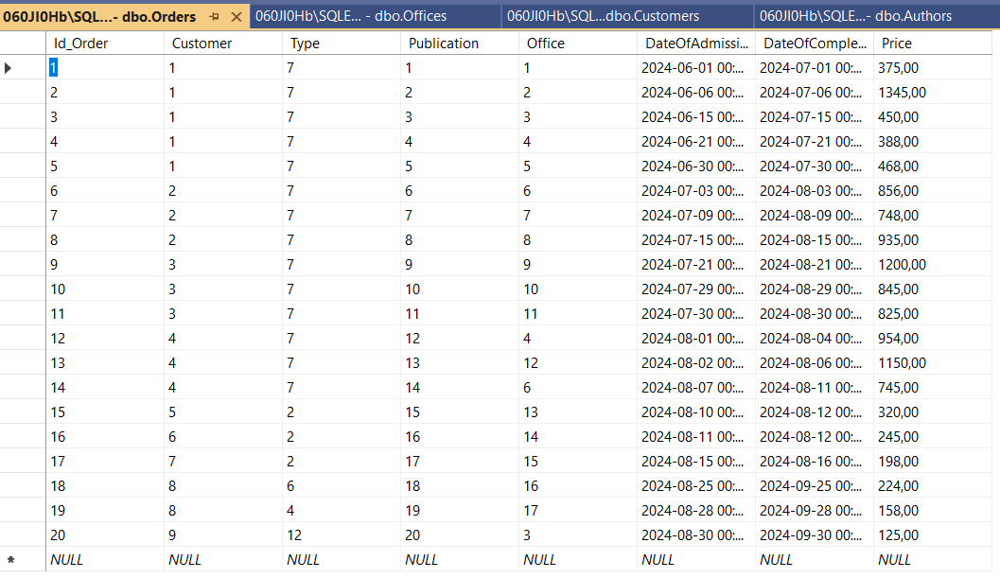 060JI0Hb\SQL...- dbo.Orders 060JI0Hb\SQLE... - dbo.Offices 060JI0Hb\SQL...dbo.Customers 060JI0Hb\SQLE...- dbo.Authors
Id_Order Customer Type Publication Office DateOfAdmissi... DateOfComple... Price
1 1 7 1 1 2024-06-01 00:... 2024-07-01 00:... 375,00
2 1 7 2 2 2024-06-06 00:... 2024-07-06 00:... 1345,00
3 1 7 3 3 2024-06-15 00:... 2024-07-15 00:... 450,00
4 1 7 4 4 2024-06-21 00:... 2024-07-21 00:... 388,00
5 1 7 5 5 2024-06-30 00:... 2024-07-30 00:... 468,00
6 2 7 6 6 2024-07-03 00:... 2024-08-03 00:... 856,00
7 2 7 7 7 2024-07-09 00:... 2024-08-09 00:... 748,00
8 2 7 8 8 2024-07-15 00:... 2024-08-15 00:... 935,00
9 3 7 9 9 2024-07-21 00:... 2024-08-21 00:... 1200,00
10 3 7 10 10 2024-07-29 00:... 2024-08-29 00:... 845,00
11 3 7 11 11 2024-07-30 00:... 2024-08-30 00:... 825,00
12 4 7 12 4 2024-08-01 00:... 2024-08-04 00:... 954,00
13 4 7 13 12 2024-08-02 00:... 2024-08-06 00:... 1150,00
14 4 7 14 6 2024-08-07 00:... 2024-08-11 00:... 745,00
15 5 2 15 13 2024-08-10 00:... 2024-08-12 00:... 320,00
16 6 2 16 14 2024-08-11 00:... 2024-08-12 00:... 245,00
17 7 2 17 15 2024-08-15 00:... 2024-08-16 00:... 198,00
18 8 6 18 16 2024-08-25 00:... 2024-09-25 00:... 224,00
19 8 4 19 17 2024-08-28 00:... 2024-09-28 00:... 158,00
20 9 12 20 3 2024-08-30 00:... 2024-09-30 00:... 125,00
NULL NULL NULL NULL NULL NULL NULL NULL